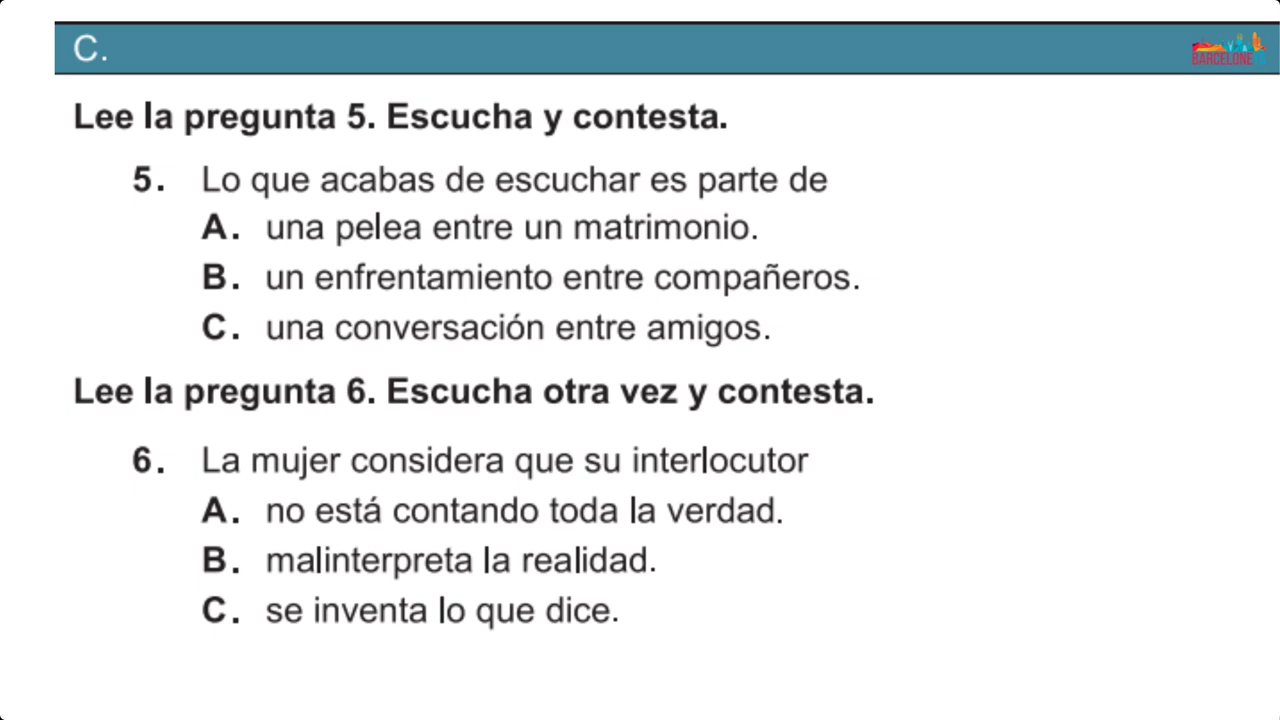 C.
BARCELONE
Lee la pregunta 5. Escucha y contesta.
5. Lo que acabas de escuchar es parte de
A. una pelea entre un matrimonio.
B. un enfrentamiento entre compañeros.
C. una conversación entre amigos.
Lee la pregunta 6. Escucha otra vez y contesta.
6. La mujer considera que su interlocutor
A. no está contando toda la verdad.
B. malinterpreta la realidad.
C. se inventa lo que dice.